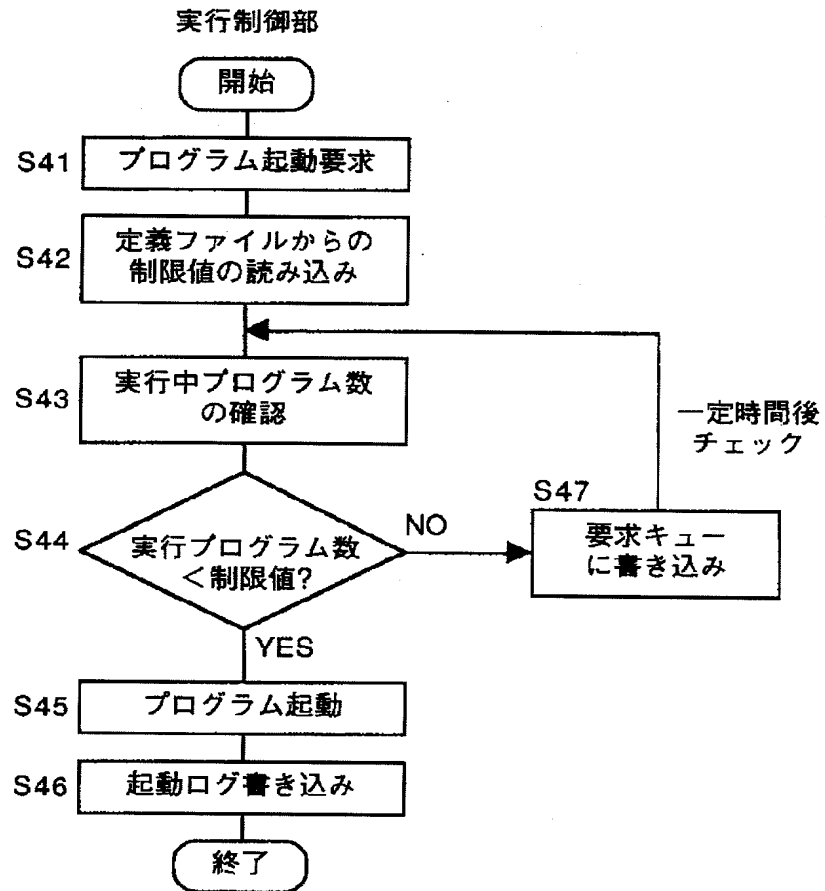 実行制御部
開始
S41
プログラム起動要求
S42
定義ファイルからの
制限値の読み込み
S43
実行中プログラム数
の確認
一定時間後
チェック
S44
実行プログラム数
<制限値?
NO
S47
要求キュー
に書き込み
YES
S45
プログラム起動
S46
起動ログ書き込み
終了